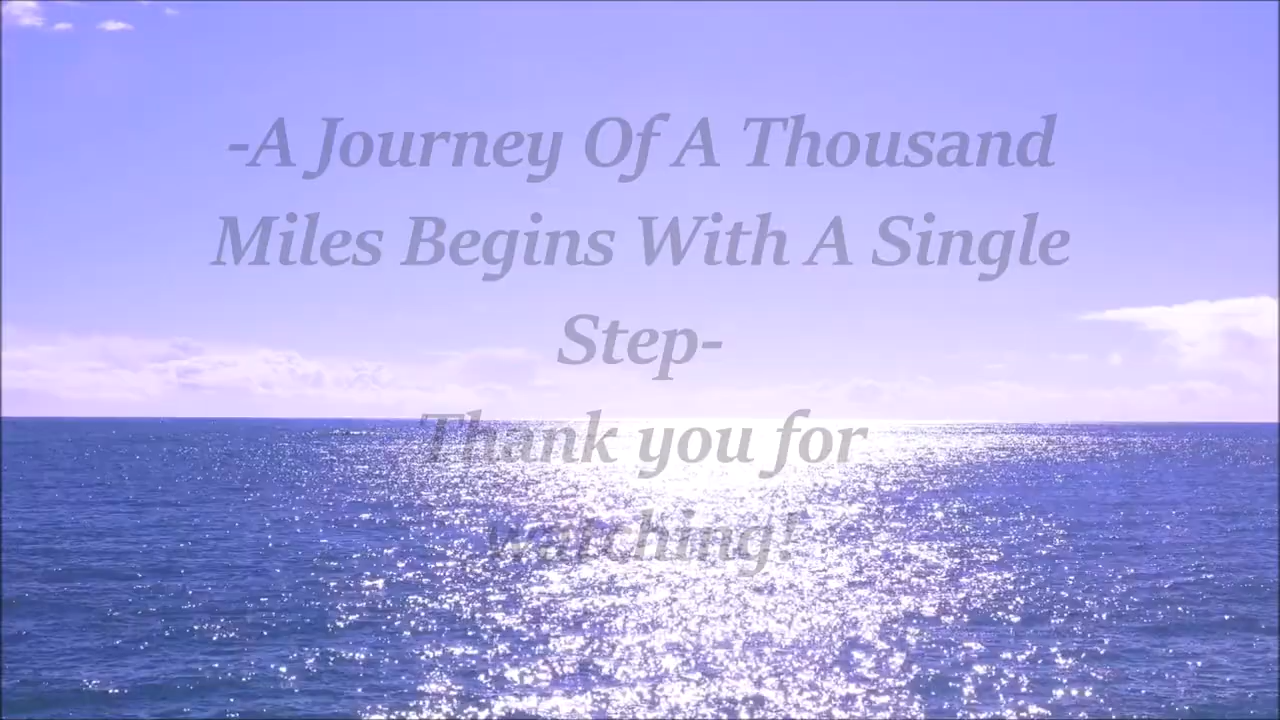 -A Journey Of A Thousand
Miles Begins With A Single
Step-
Thank you for
watching!